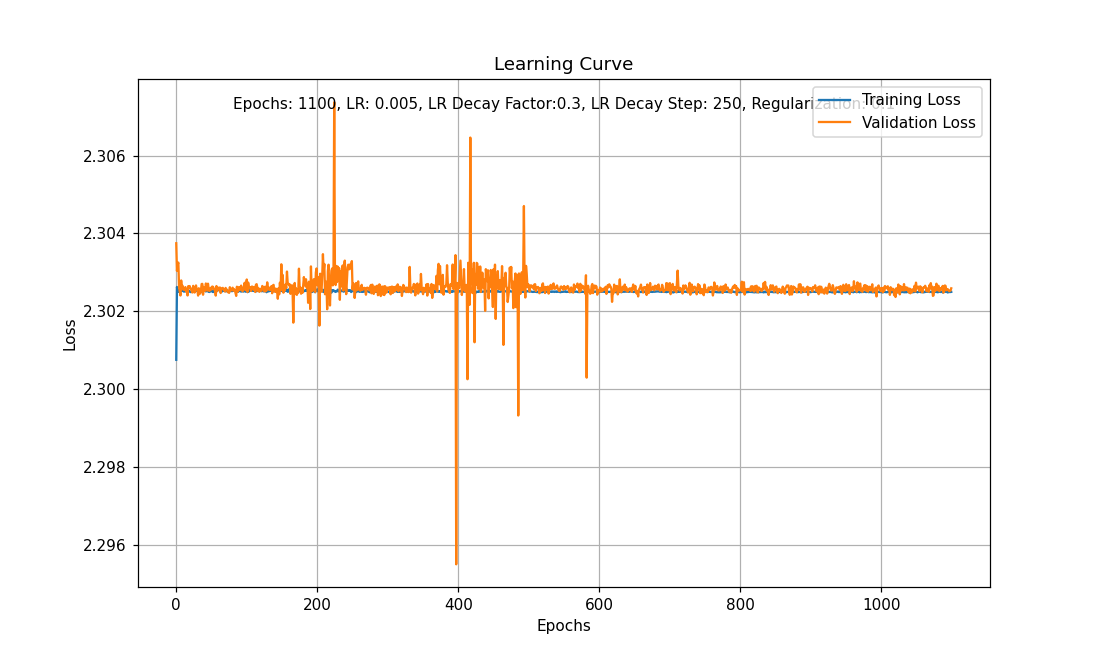 Learning Curve
Epochs: 1100, LR: 0.005, LR Decay Factor:0.3, LR Decay Step: 250, Regularization: 0.1
Training Loss
Validation Loss
2.306
2.304
2.302
2.300
2.298
2.296
Loss
0 200 400 600 800 1000
Epochs